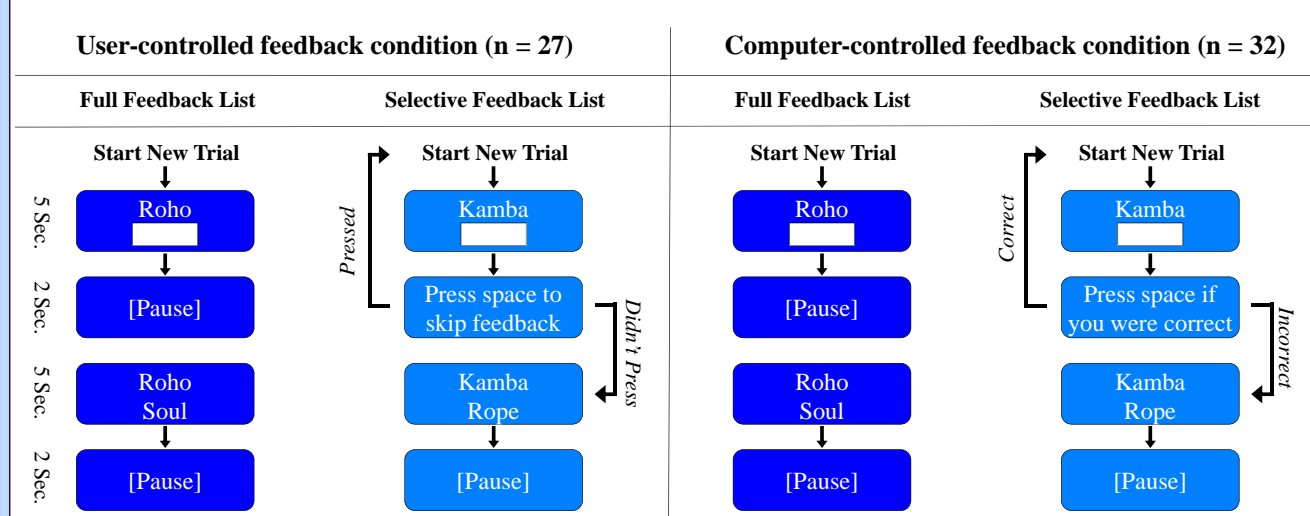 User-controlled feedback condition (n = 27)
Computer-controlled feedback condition (n = 32)
Full Feedback List
Selective Feedback List
Full Feedback List
Selective Feedback List
Start New Trial
Start New Trial
Start New Trial
Start New Trial
5 Sec.
Roho
Pressed
Kamba
Roho
Correct
Kamba
2 Sec.
[Pause]
Press space to
skip feedback
Didn't Press
[Pause]
Press space if
you were correct
Incorrect
5 Sec.
Roho
Soul
Kamba
Rope
Roho
Soul
Kamba
Rope
2 Sec.
[Pause]
[Pause]
[Pause]
[Pause]